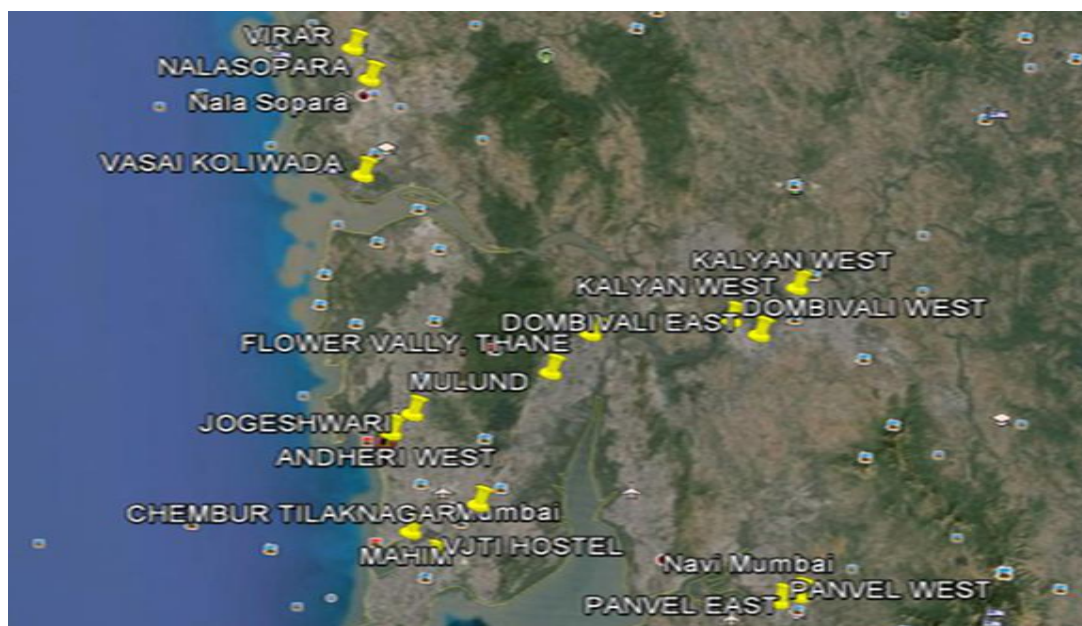 VIRAR
NALASOPARA
Nala Sopara
VASAI KOLIWADA
KALYAN WEST
KALYAN WEST
DOMBIVALI WEST
DOMBIVALI EAST
FLOWER VALLY, THANE
MULUND
JOGESHWARI
ANDHERI WEST
CHEMBUR TILAKNAGAR
Mumbai
MAHIM
VJTI HOSTEL
Navi Mumbai
PANVEL WEST
PANVEL EAST